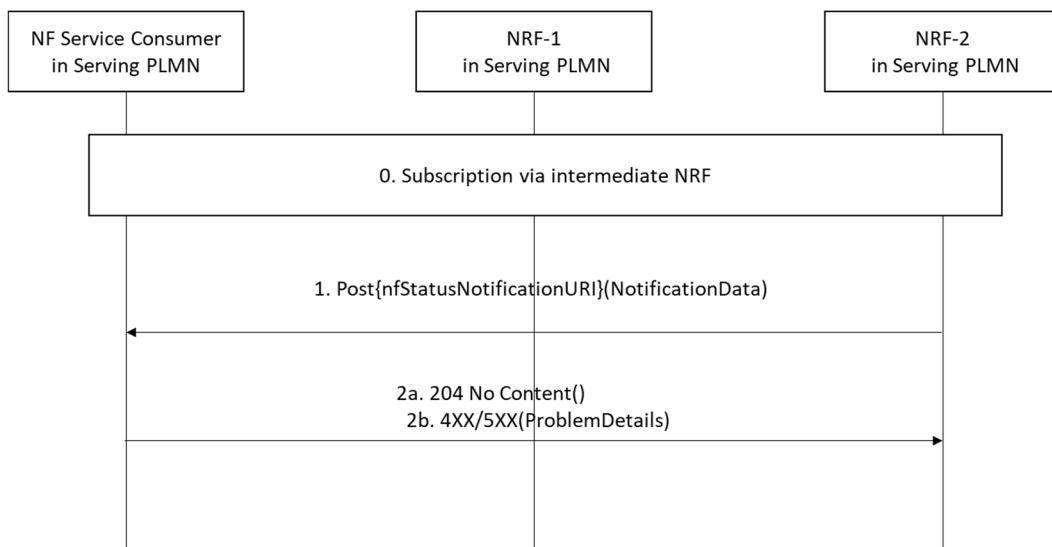 NF Service Consumer
in Serving PLMN
NRF-1
in Serving PLMN
NRF-2
in Serving PLMN
0. Subscription via intermediate NRF
1. Post{nfStatusNotificationURI}(NotificationData)
2a. 204 No Content()
2b. 4XX/5XX(ProblemDetails)